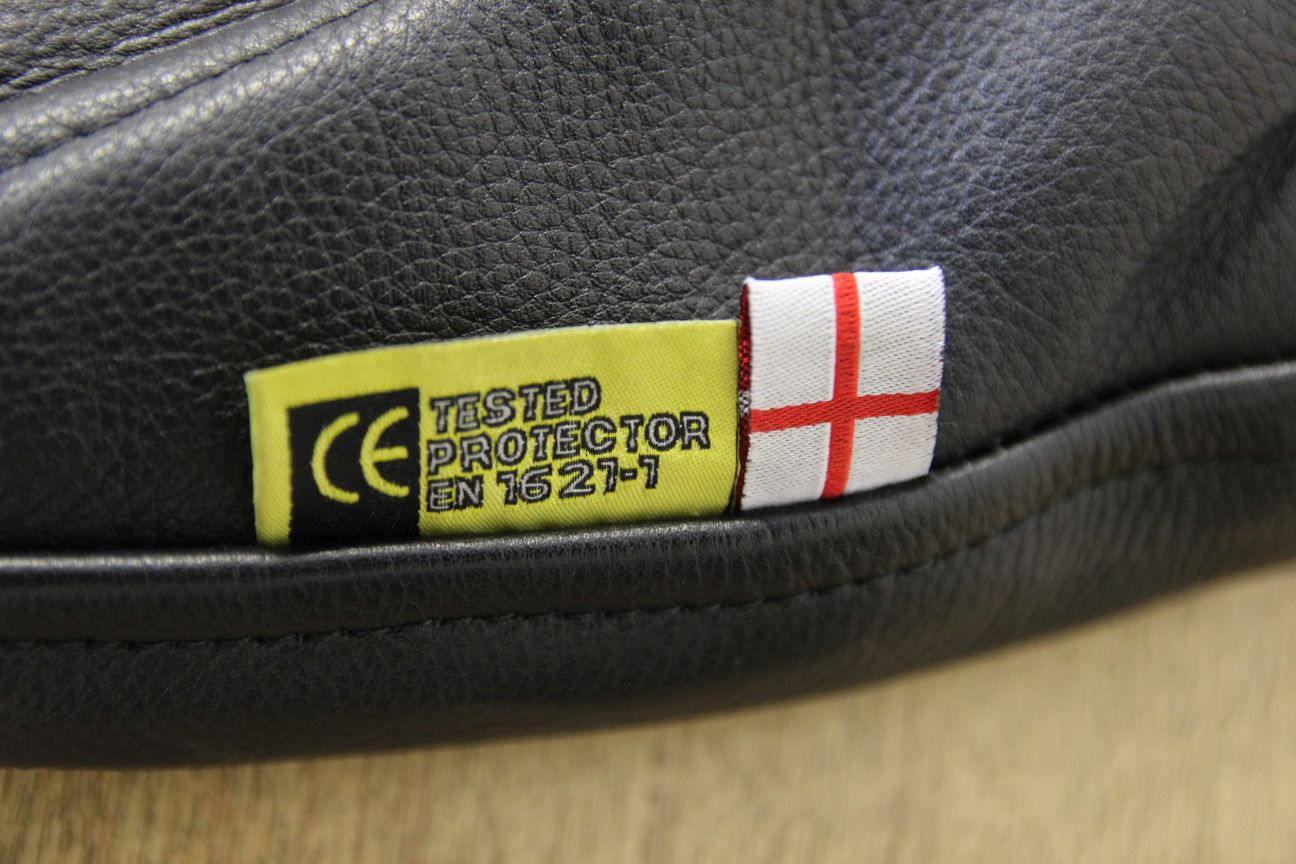 CE
TESTED
PROTECTOR
EN 1621-1